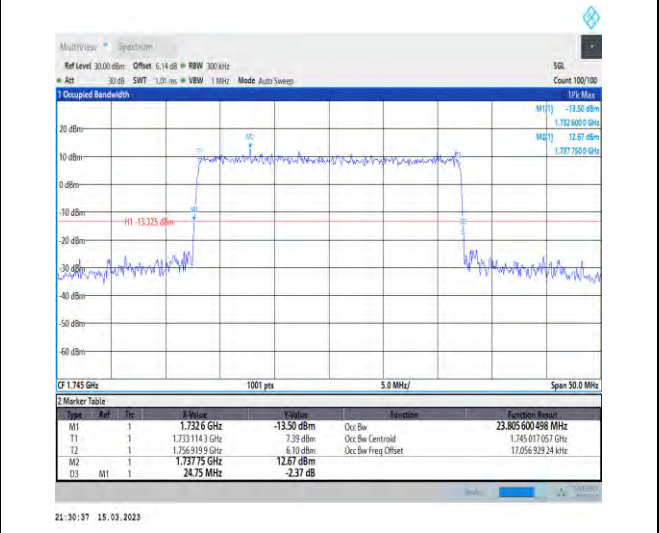 MultiView Spectrum
Ref Level 30.00 dBm Offset 6.14 dB RBW 300 kHz SGL
Att 30 dB SWT 1.01 ms VBW 1 MHz Mode Auto Sweep Count 100/100
1 Occupied Bandwidth 1Pk Max
M1[1] -13.50 dBm
1.732 600 0 GHz
M2[1] 12.67 dBm
1.737 750 0 GHz
20 dBm
M2
10 dBm
0 dBm
-10 dBm
M1
H1 -13.325 dBm
-20 dBm
-30 dBm
-40 dBm
-50 dBm
-60 dBm
CF 1.745 GHz 1001 pts 5.0 MHz/ Span 50.0 MHz
2 Marker Table
Type Ref Trc X-Value Y-Value Function Function Result
M1 1 1.732 6 GHz -13.50 dBm Occ Bw 23.805 600 498 MHz
T1 1 1.733 114 3 GHz 7.39 dBm Occ Bw Centroid 1.745 017 057 GHz
T2 1 1.756 919 9 GHz 6.10 dBm Occ Bw Freq Offset 17.056 929 24 kHz
M2 1 1.737 75 GHz 12.67 dBm
D3 M1 1 24.75 MHz -2.37 dB
21:30:37 15.03.2023